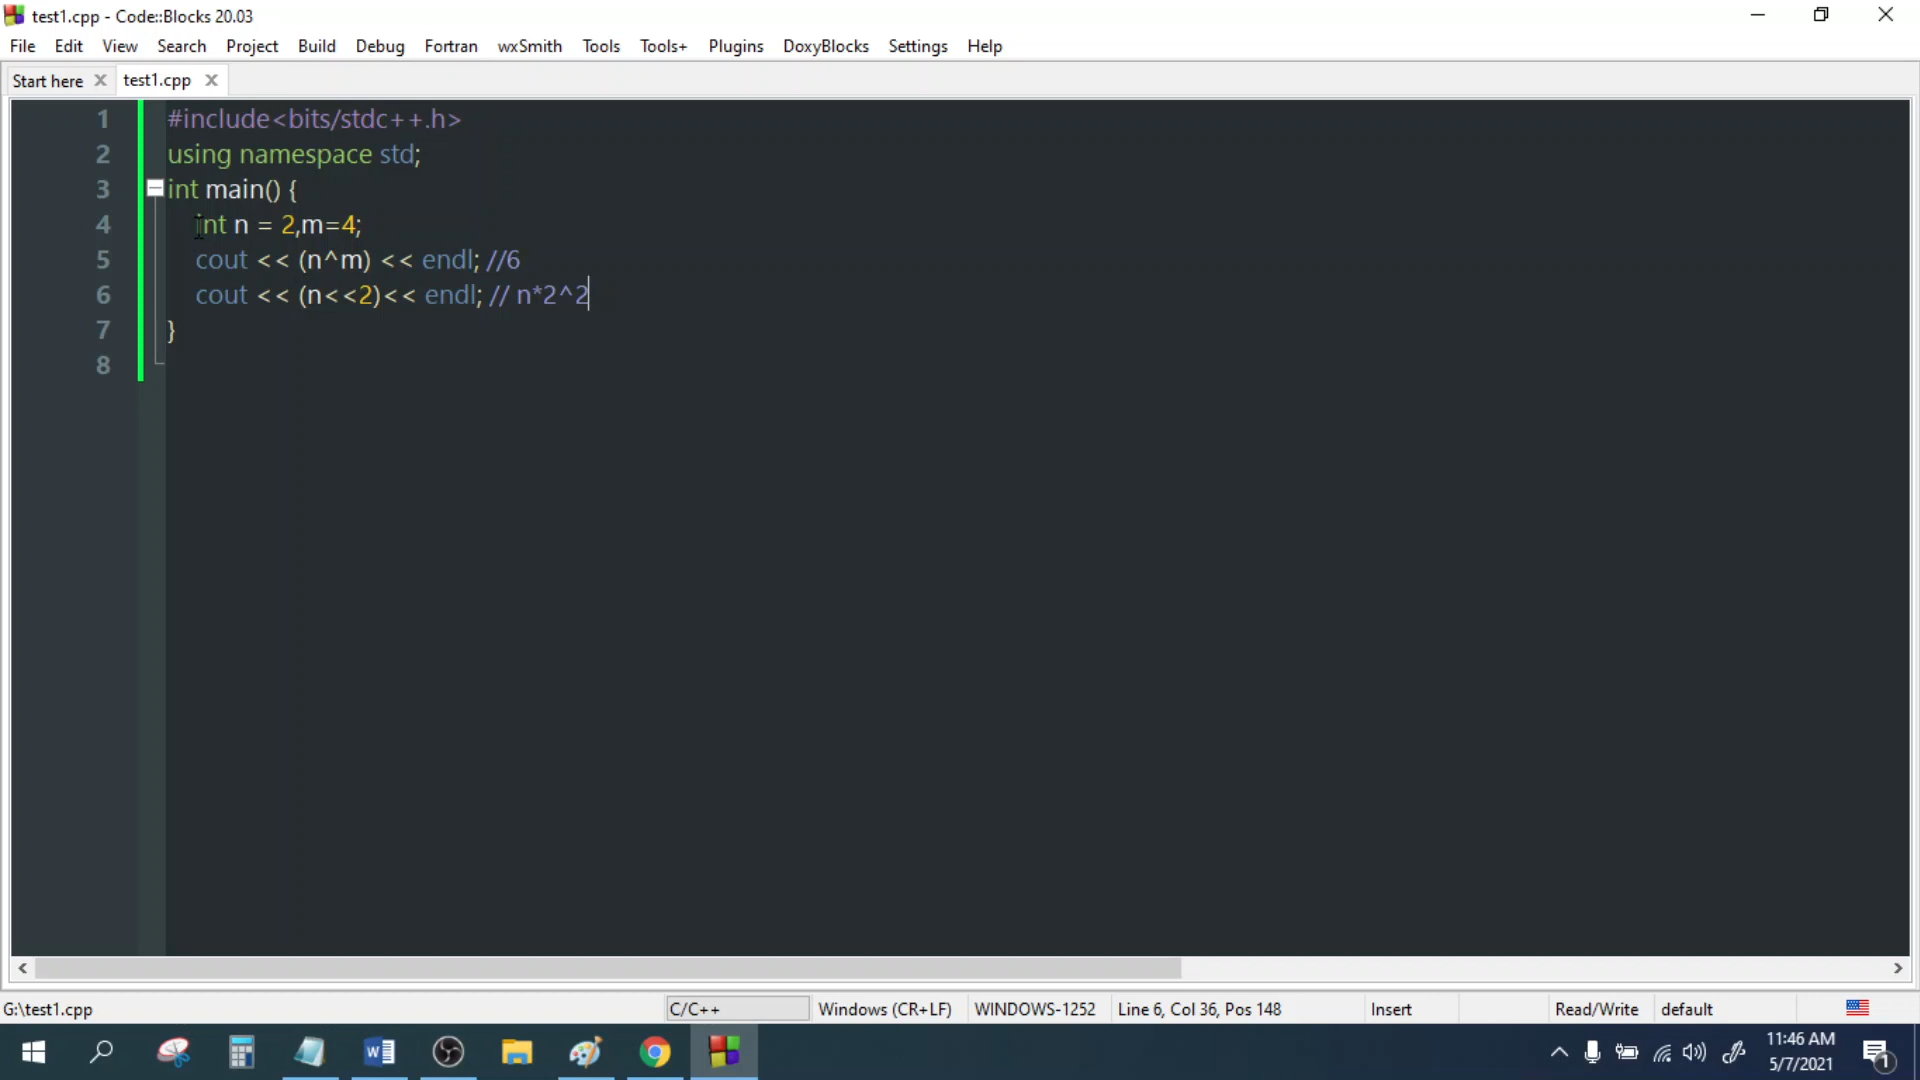 test1.cpp - Code::Blocks 20.03
File Edit View Search Project Build Debug Fortran wxSmith Tools Tools+ Plugins DoxyBlocks Settings Help
Start here test1.cpp
1 #include<bits/stdc++.h>
2 using namespace std;
3 int main() {
4 int n = 2,m=4;
5 cout << (n^m) << endl; //6
6 cout << (n<<2)<< endl; // n*2^2
7 }
8
G:\test1.cpp C/C++ Windows (CR+LF) WINDOWS-1252 Line 6, Col 36, Pos 148 Insert Read/Write default
11:46 AM
5/7/2021
1